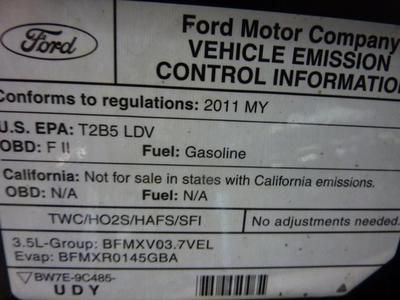 Ford
Ford Motor Company
VEHICLE EMISSION
CONTROL INFORMATION
Conforms to regulations: 2011 MY
U.S. EPA: T2B5 LDV
OBD: F II Fuel: Gasoline
California: Not for sale in states with California emissions.
OBD: N/A Fuel: N/A
TWC/HO2S/HAFS/SFI No adjustments needed.
3.5L-Group: BFMXV03.7VEL
Evap: BFMXR0145GBA
BW7E-9C485-
UDY